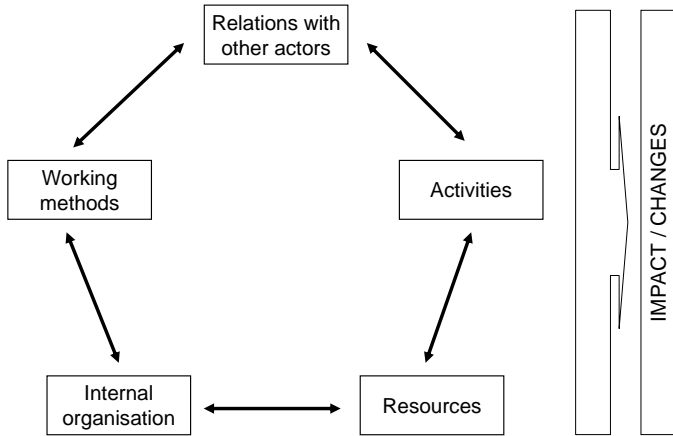 Relations with
other actors
Working
methods
Activities
Internal
organisation
Resources
IMPACT / CHANGES